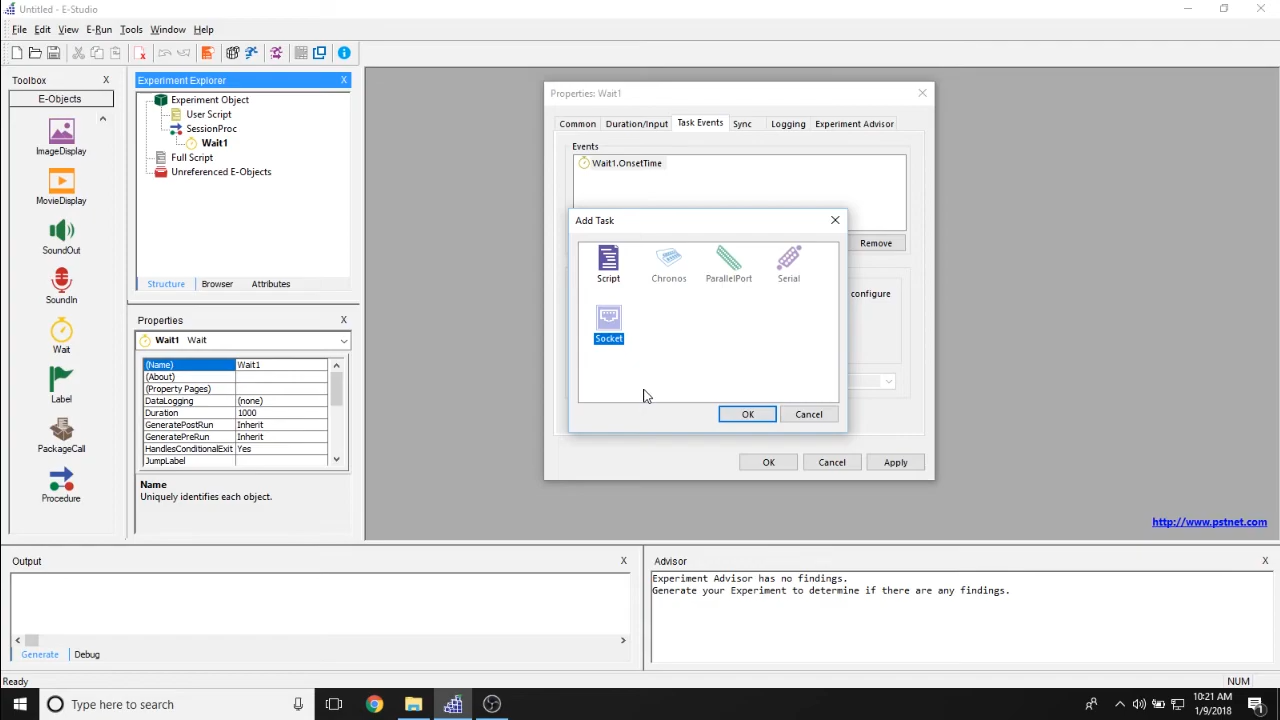 Untitled - E-Studio
File Edit View E-Run Tools Window Help
Toolbox X
E-Objects
ImageDisplay
MovieDisplay
SoundOut
SoundIn
Wait
Label
PackageCall
Procedure
Experiment Explorer X
Experiment Object
User Script
SessionProc
Wait1
Full Script
Unreferenced E-Objects
Structure Browser Attributes
Properties X
Wait1 Wait
(Name) Wait1
(About)
(Property Pages)
DataLogging (none)
Duration 1000
GeneratePostRun Inherit
GeneratePreRun Inherit
HandlesConditionalExit Yes
JumpLabel
Name
Uniquely identifies each object.
Properties: Wait1
Common Duration/Input Task Events Sync Logging Experiment Advisor
Events
Wait1.OnsetTime
Remove
configure
Add Task
Script Chronos ParallelPort Serial
Socket
OK Cancel
OK Cancel Apply
http://www.pstnet.com
Output X
Generate Debug
Advisor X
Experiment Advisor has no findings.
Generate your Experiment to determine if there are any findings.
Ready NUM
Type here to search
10:21 AM
1/9/2018
1